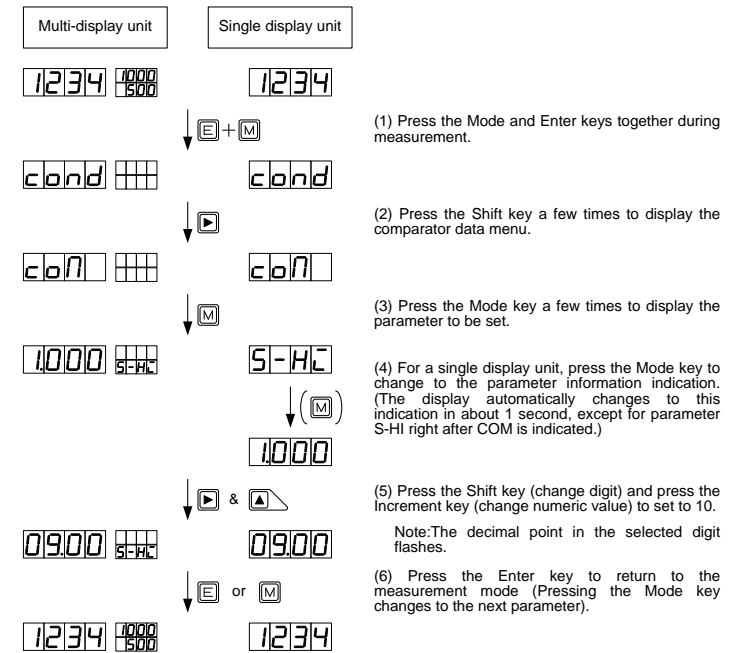 Multi-display unit Single display unit
1234 1000 500 1234
E + M
(1) Press the Mode and Enter keys together during
measurement.
cond cond
(2) Press the Shift key a few times to display the
comparator data menu.
coM coM
M
(3) Press the Mode key a few times to display the
parameter to be set.
1.000 S-HI S-HI
(4) For a single display unit, press the Mode key to
change to the parameter information indication.
(The display automatically changes to this
indication in about 1 second, except for parameter
S-HI right after COM is indicated.)
(M)
1.000
&
(5) Press the Shift key (change digit) and press the
Increment key (change numeric value) to set to 10.
Note:The decimal point in the selected digit
flashes.
09.00 S-HI 09.00
(6) Press the Enter key to return to the
measurement mode (Pressing the Mode key
changes to the next parameter).
E or M
1234 1000 500 1234